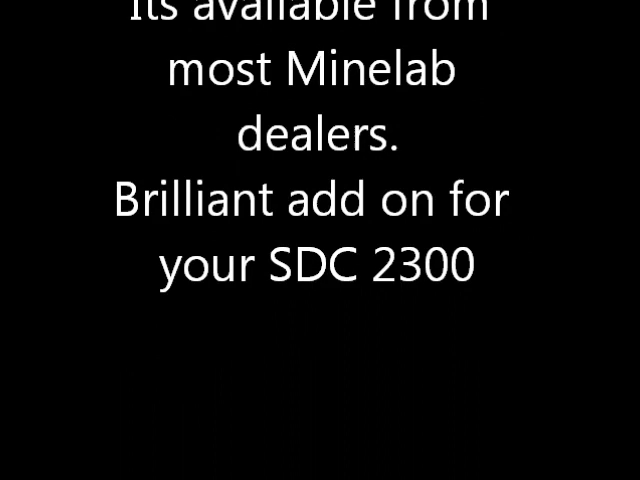 Its available from
most Minelab
dealers.
Brilliant add on for
your SDC 2300